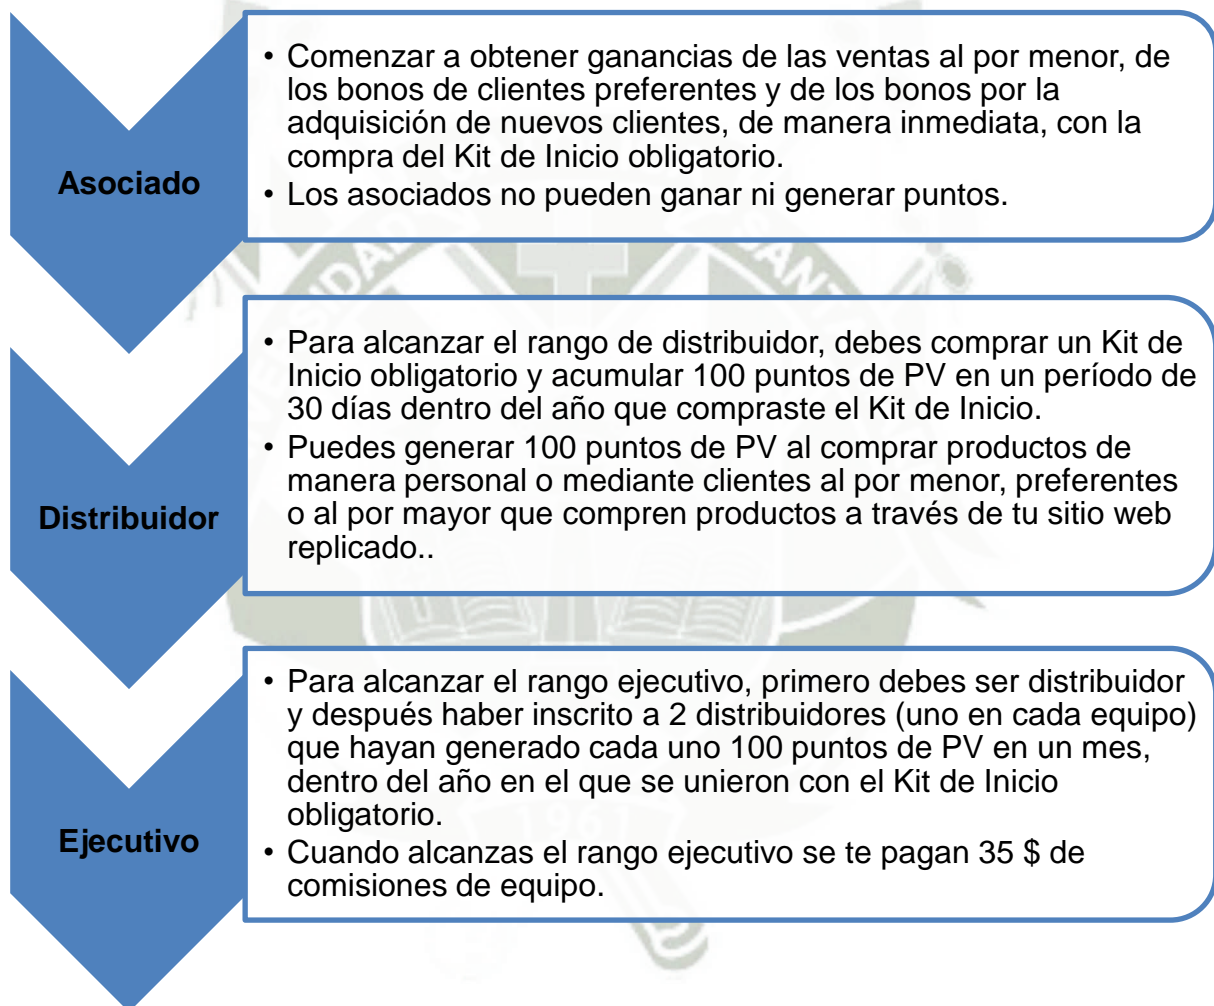 Asociado
• Comenzar a obtener ganancias de las ventas al por menor, de
los bonos de clientes preferentes y de los bonos por la
adquisición de nuevos clientes, de manera inmediata, con la
compra del Kit de Inicio obligatorio.
• Los asociados no pueden ganar ni generar puntos.
Distribuidor
• Para alcanzar el rango de distribuidor, debes comprar un Kit de
Inicio obligatorio y acumular 100 puntos de PV en un período de
30 días dentro del año que compraste el Kit de Inicio.
• Puedes generar 100 puntos de PV al comprar productos de
manera personal o mediante clientes al por menor, preferentes
o al por mayor que compren productos a través de tu sitio web
replicado..
Ejecutivo
• Para alcanzar el rango ejecutivo, primero debes ser distribuidor
y después haber inscrito a 2 distribuidores (uno en cada equipo)
que hayan generado cada uno 100 puntos de PV en un mes,
dentro del año en el que se unieron con el Kit de Inicio
obligatorio.
• Cuando alcanzas el rango ejecutivo se te pagan 35 $ de
comisiones de equipo.
1961